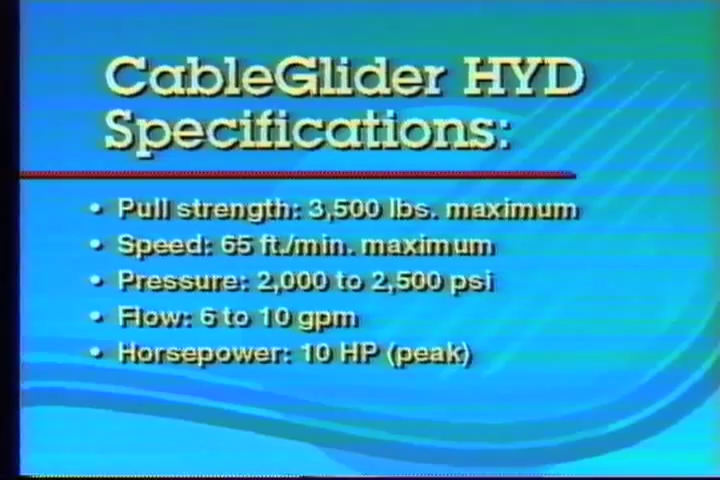 CableGlider HYD
Specifications:
• Pull strength: 3,500 lbs. maximum
• Speed: 65 ft./min. maximum
• Pressure: 2,000 to 2,500 psi
• Flow: 6 to 10 gpm
• Horsepower: 10 HP (peak)